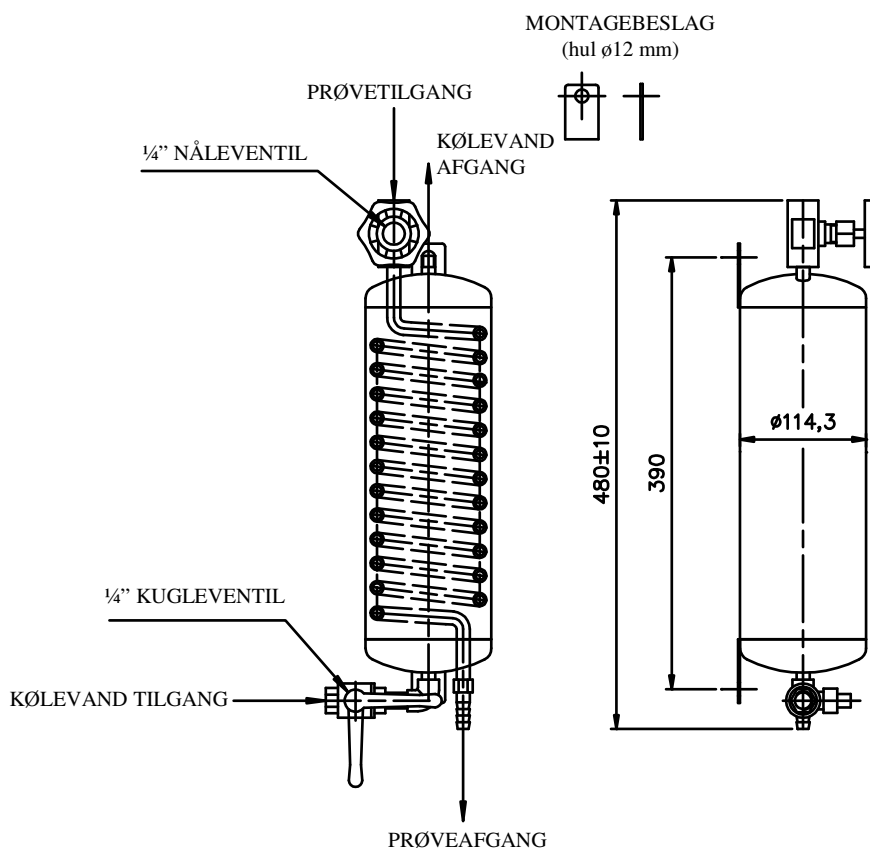 MONTAGEBESLAG
(hul ø12 mm)
PRØVETILGANG
KØLEVAND
AFGANG
¼” NÅLEVENTIL
480±10
390
ø114,3
¼” KUGLEVENTIL
KØLEVAND TILGANG
PRØVEAFGANG